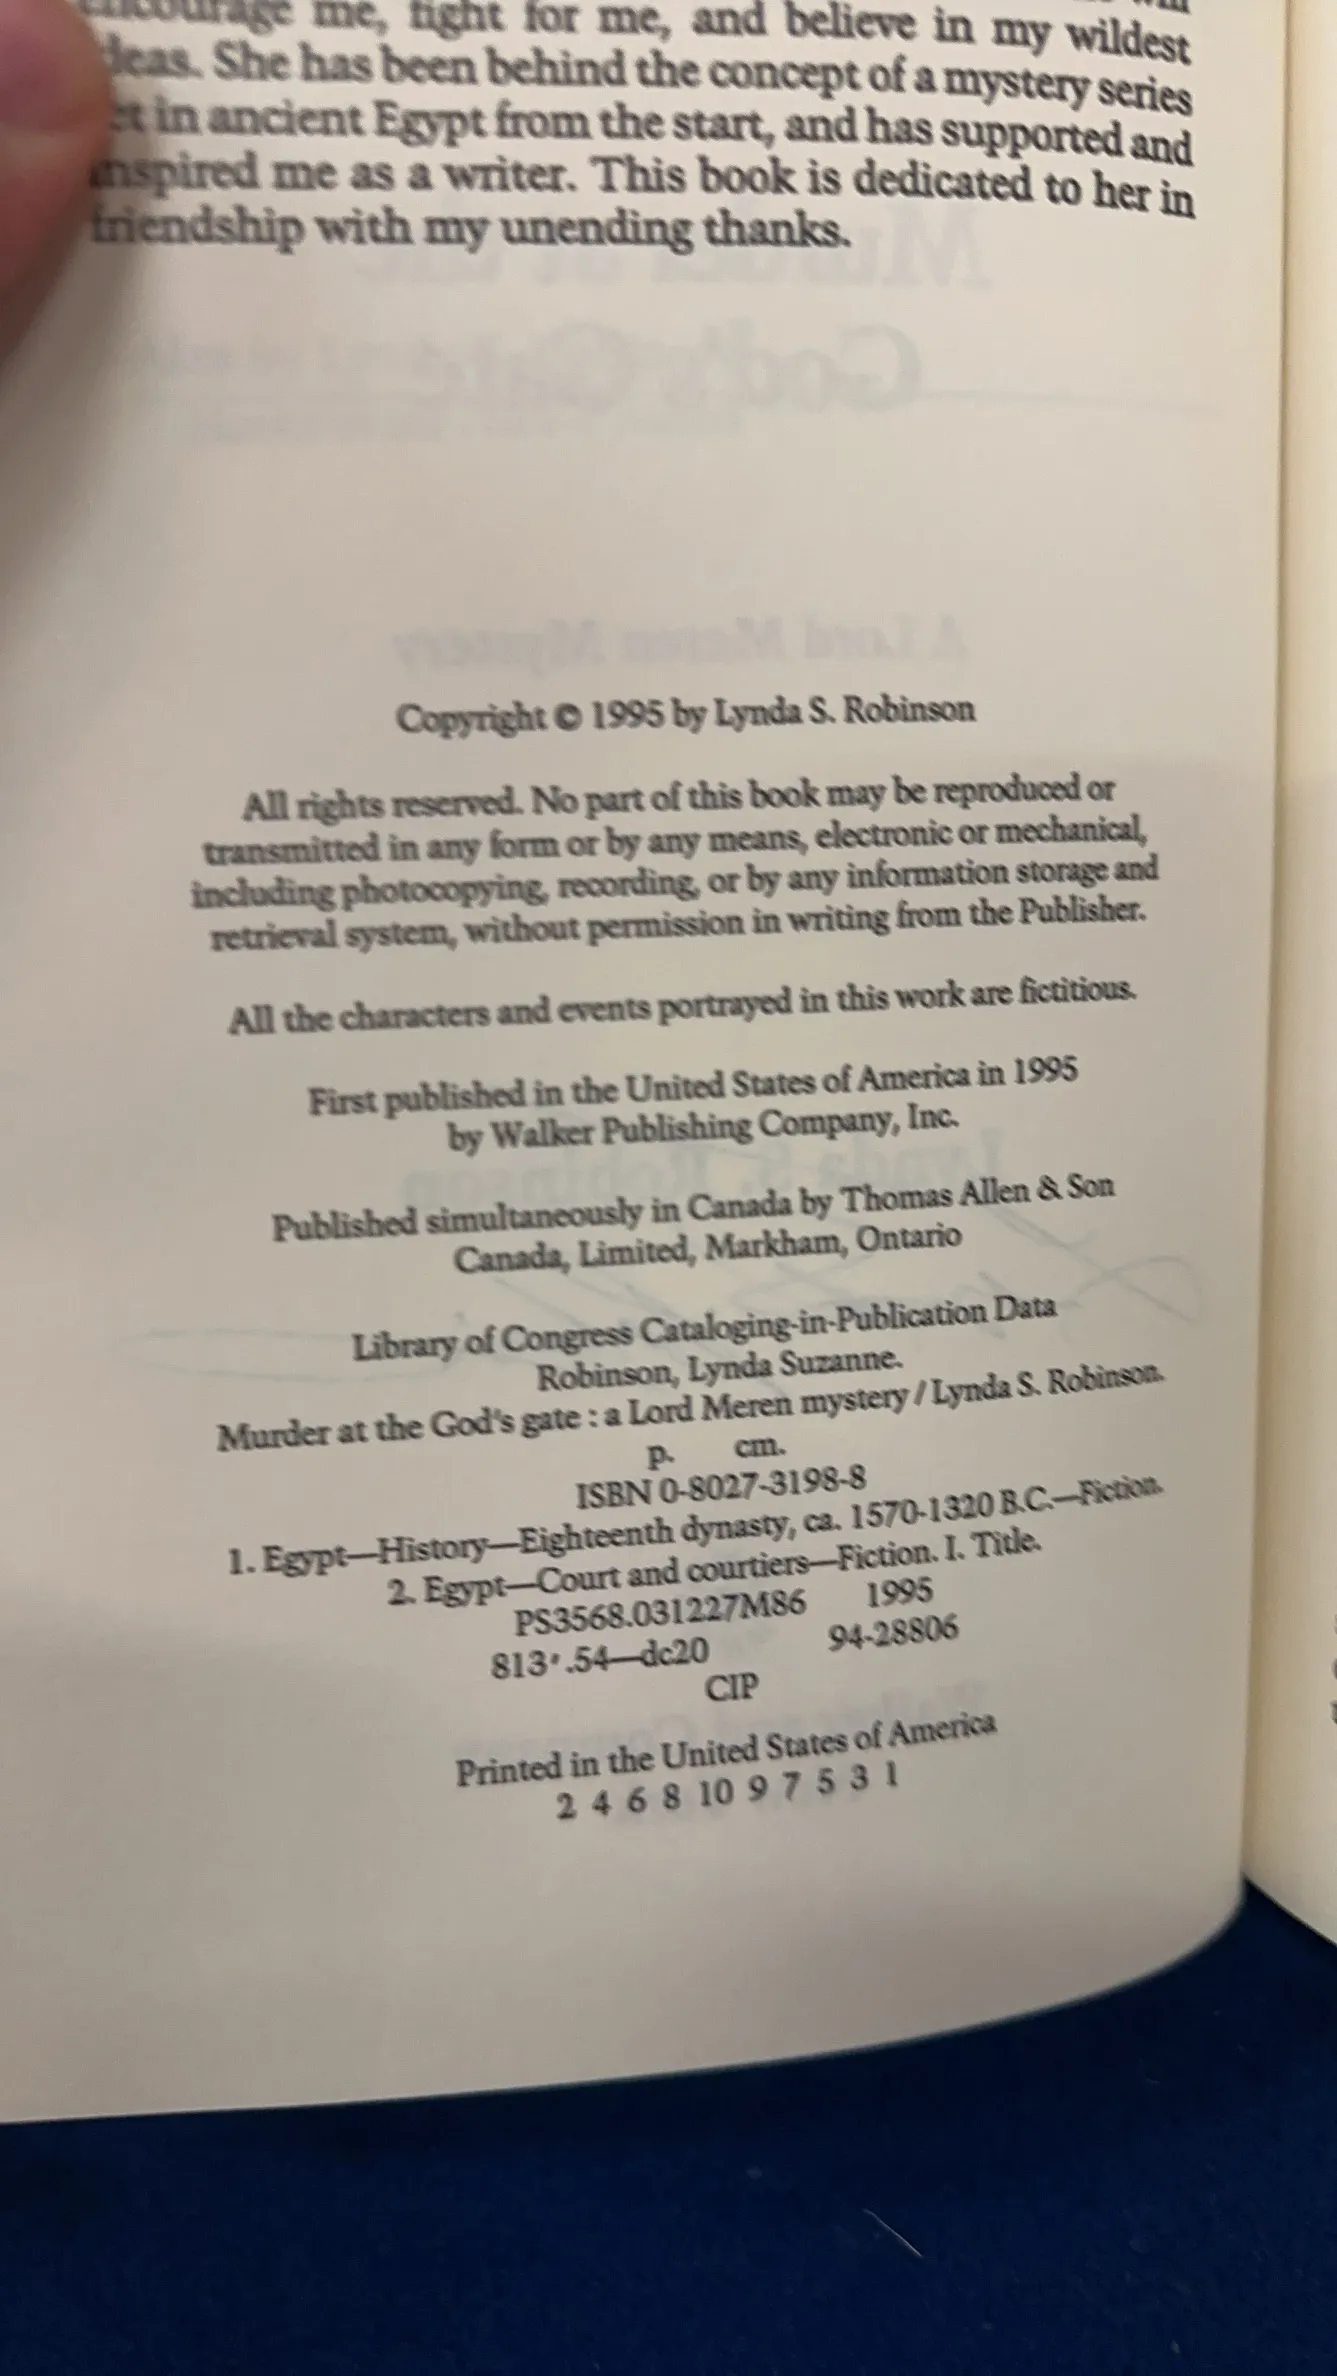 encourage me, fight for me, and believe in my wildest
ideas. She has been behind the concept of a mystery series
set in ancient Egypt from the start, and has supported and
inspired me as a writer. This book is dedicated to her in
friendship with my unending thanks.
Copyright © 1995 by Lynda S. Robinson
All rights reserved. No part of this book may be reproduced or
transmitted in any form or by any means, electronic or mechanical,
including photocopying, recording, or by any information storage and
retrieval system, without permission in writing from the Publisher.
All the characters and events portrayed in this work are fictitious.
First published in the United States of America in 1995
by Walker Publishing Company, Inc.
Published simultaneously in Canada by Thomas Allen & Son
Canada, Limited, Markham, Ontario
Library of Congress Cataloging-in-Publication Data
Robinson, Lynda Suzanne.
Murder at the God's gate : a Lord Meren mystery / Lynda S. Robinson.
p. cm.
ISBN 0-8027-3198-8
1. Egypt—History—Eighteenth dynasty, ca. 1570-1320 B.C.—Fiction.
2. Egypt—Court and courtiers—Fiction. I. Title.
PS3568.031227M86 1995
813'.54—dc20 94-28806
CIP
Printed in the United States of America
2 4 6 8 10 9 7 5 3 1